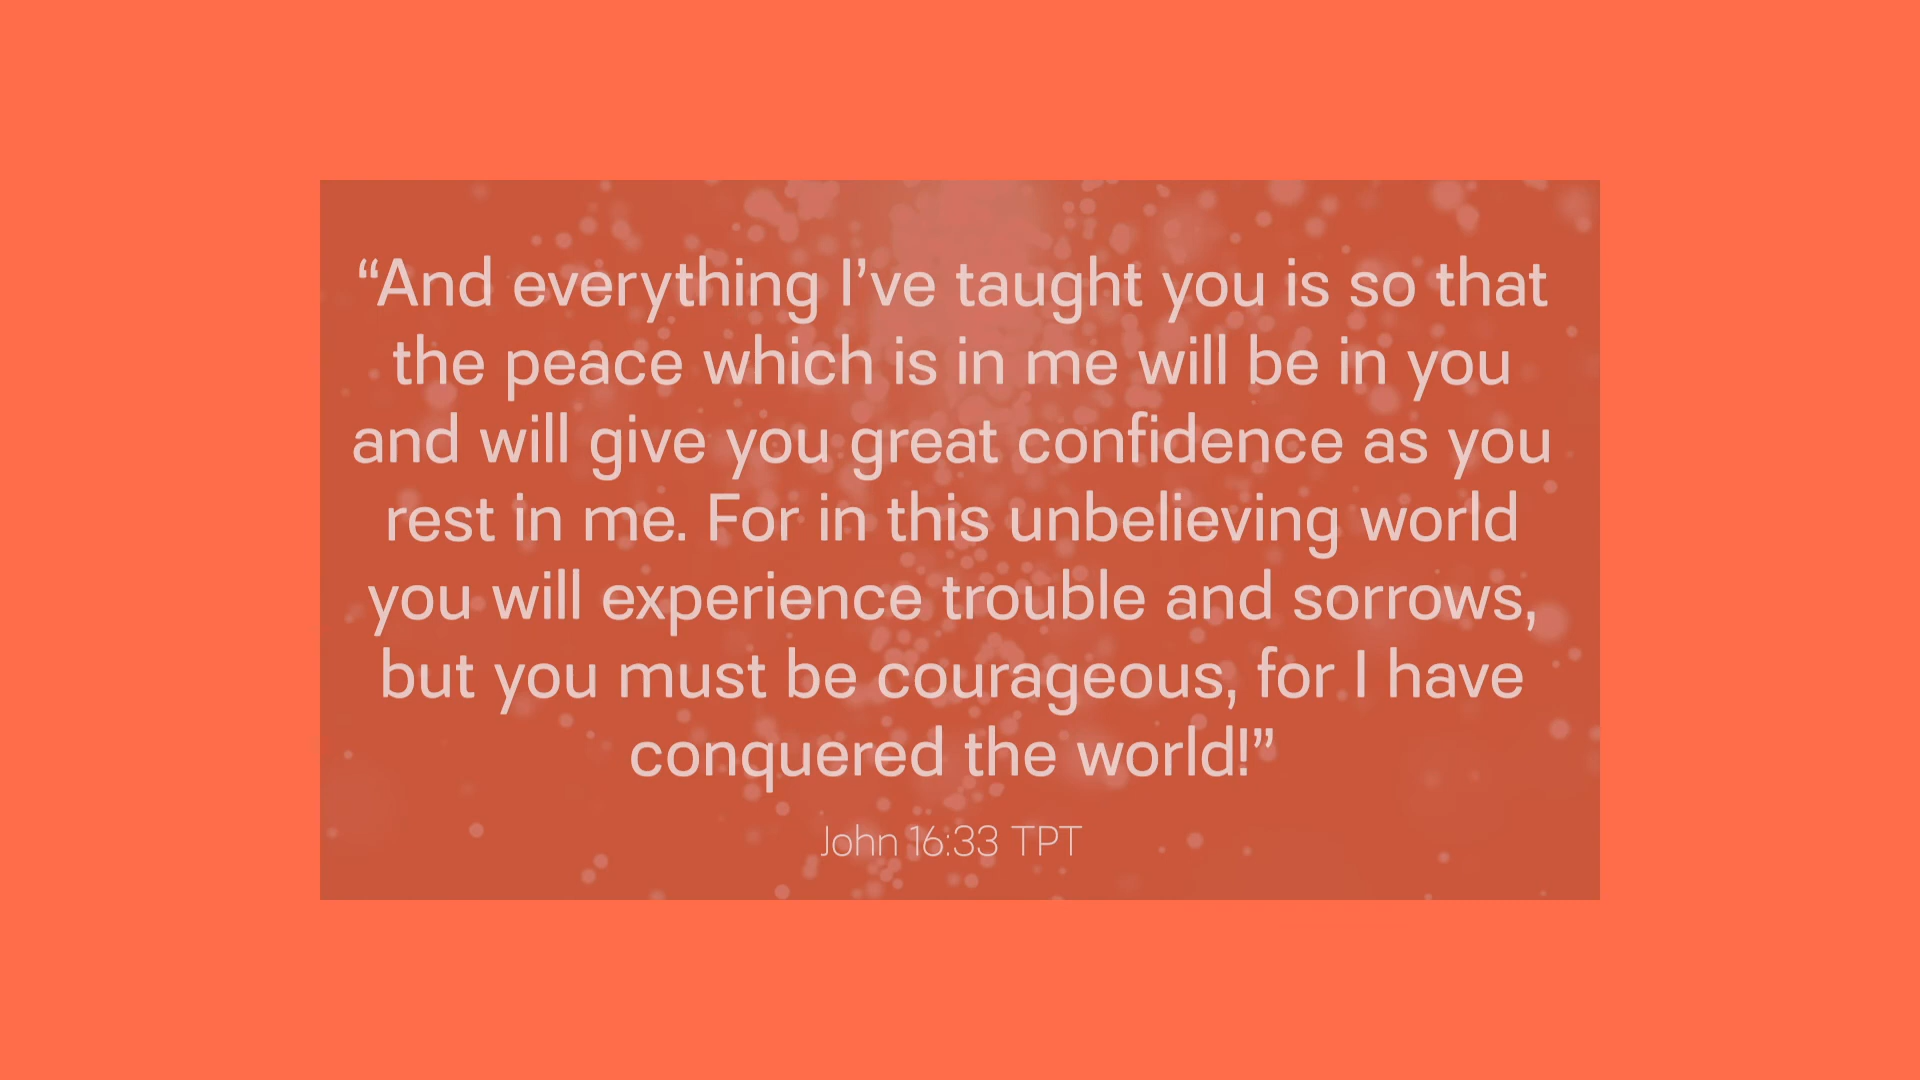 “And everything I’ve taught you is so that
the peace which is in me will be in you
and will give you great confidence as you
rest in me. For in this unbelieving world
you will experience trouble and sorrows,
but you must be courageous, for I have
conquered the world!”
John 16:33 TPT